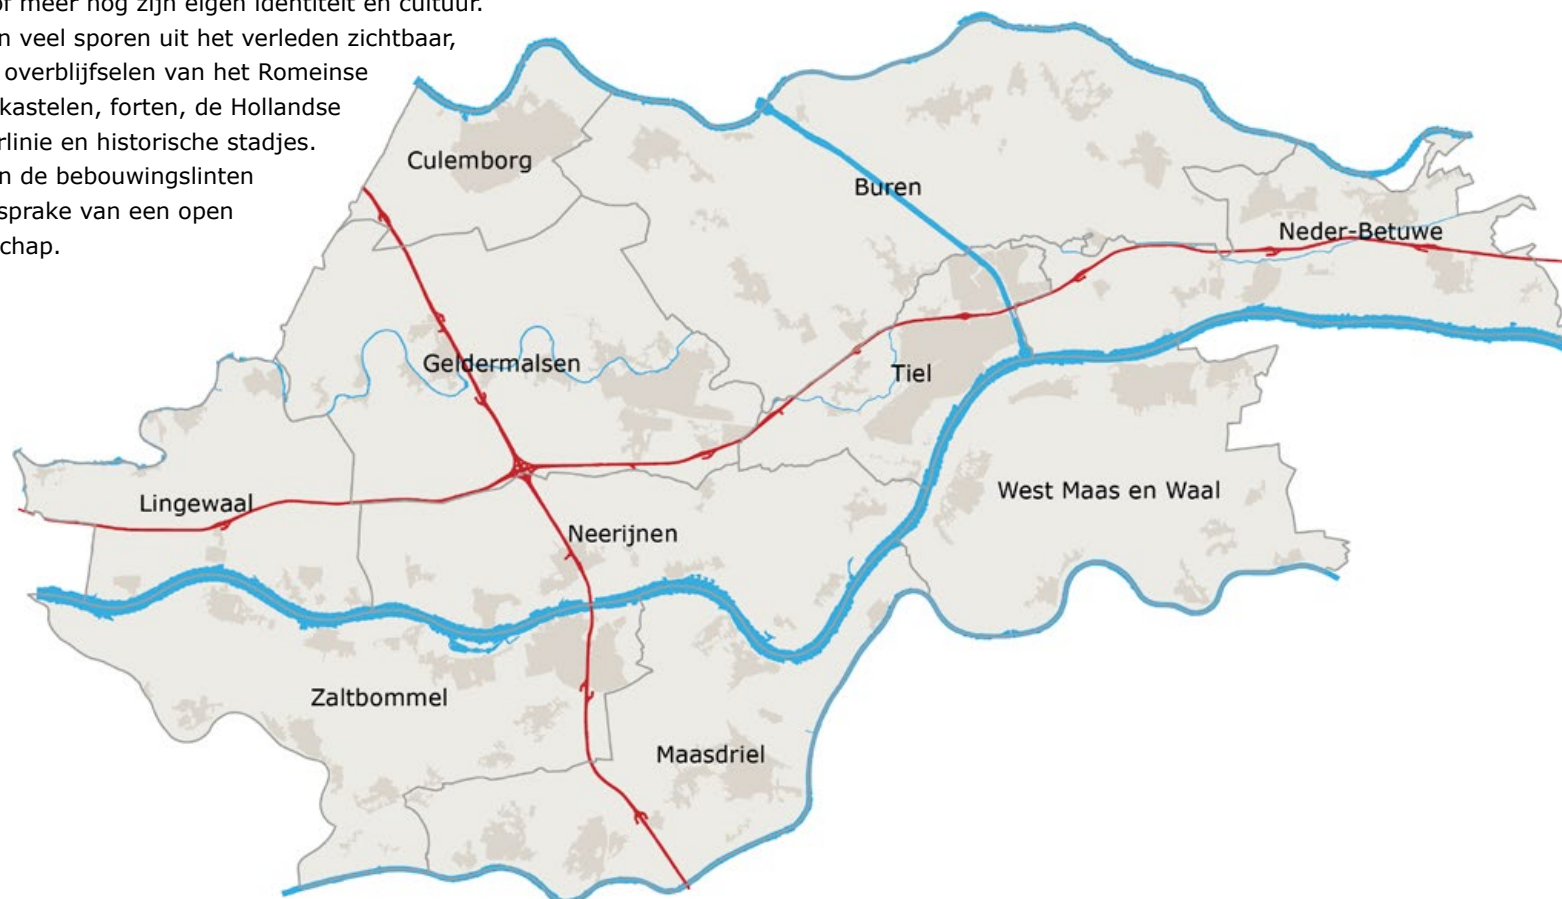 of meer nog zijn eigen identiteit en cultuur.
n veel sporen uit het verleden zichtbaar,
overblijfselen van het Romeinse
kastelen, forten, de Hollandse
rlinie en historische stadjes.
n de bebouwingslinten
sprake van een open
schap.
Culemborg
Buren
Neder-Betuwe
Geldermalsen
Tiel
Lingewaal
West Maas en Waal
Neerijnen
Zaltbommel
Maasdriel